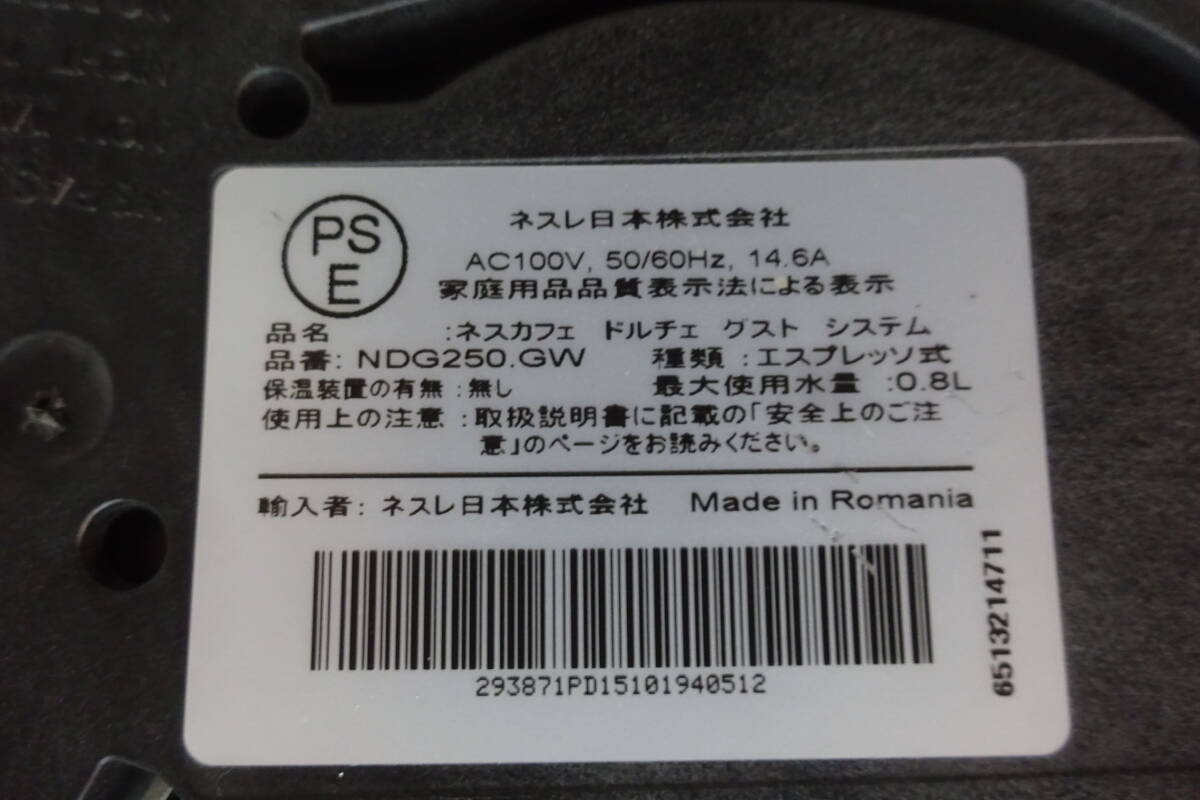 PS
E
ネスレ日本株式会社
AC100V, 50/60Hz, 14.6A
家庭用品品質表示法による表示
品名 :ネスカフェ ドルチェ グスト システム
品番: NDG250.GW 種類 :エスプレッソ式
保温装置の有無 :無し 最大使用水量 :0.8L
使用上の注意 :取扱説明書に記載の「安全上のご注
意」のページをお読みください。
輸入者: ネスレ日本株式会社 Made in Romania
293871PD15101940512
6513214711